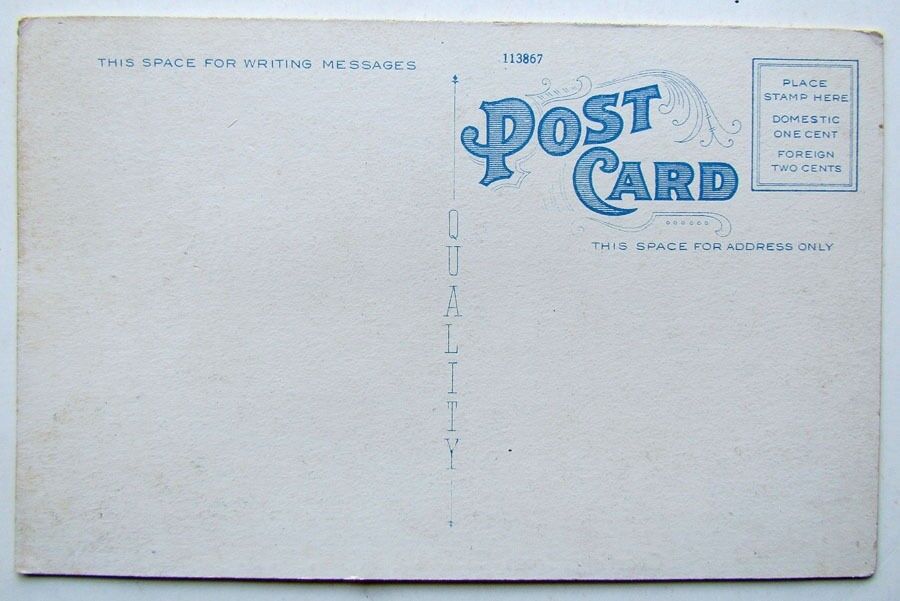 THIS SPACE FOR WRITING MESSAGES
113867
POST
CARD
PLACE
STAMP HERE
DOMESTIC
ONE CENT
FOREIGN
TWO CENTS
THIS SPACE FOR ADDRESS ONLY
QUALITY